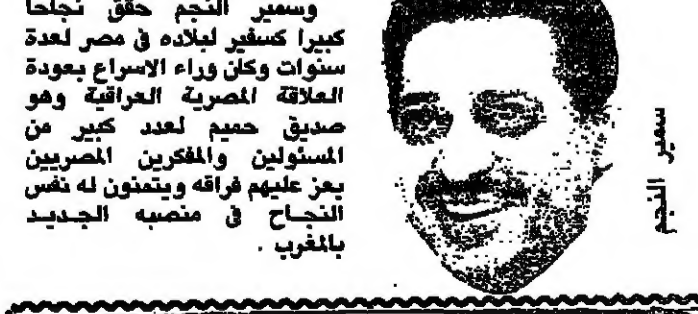 وسمير النجم حقق نجاحا
كبيرا كسفير لبلاده في مصر لعدة
سنوات وكان وراء الاسراع بعودة
العلاقة المصرية العراقية وهو
صديق حميم لعدد كبير من
المسئولين والمفكرين المصريين
يعز عليهم فراقه ويتمنون له نفس
النجاح في منصبه الجديد
بالمغرب .
سمير النجم